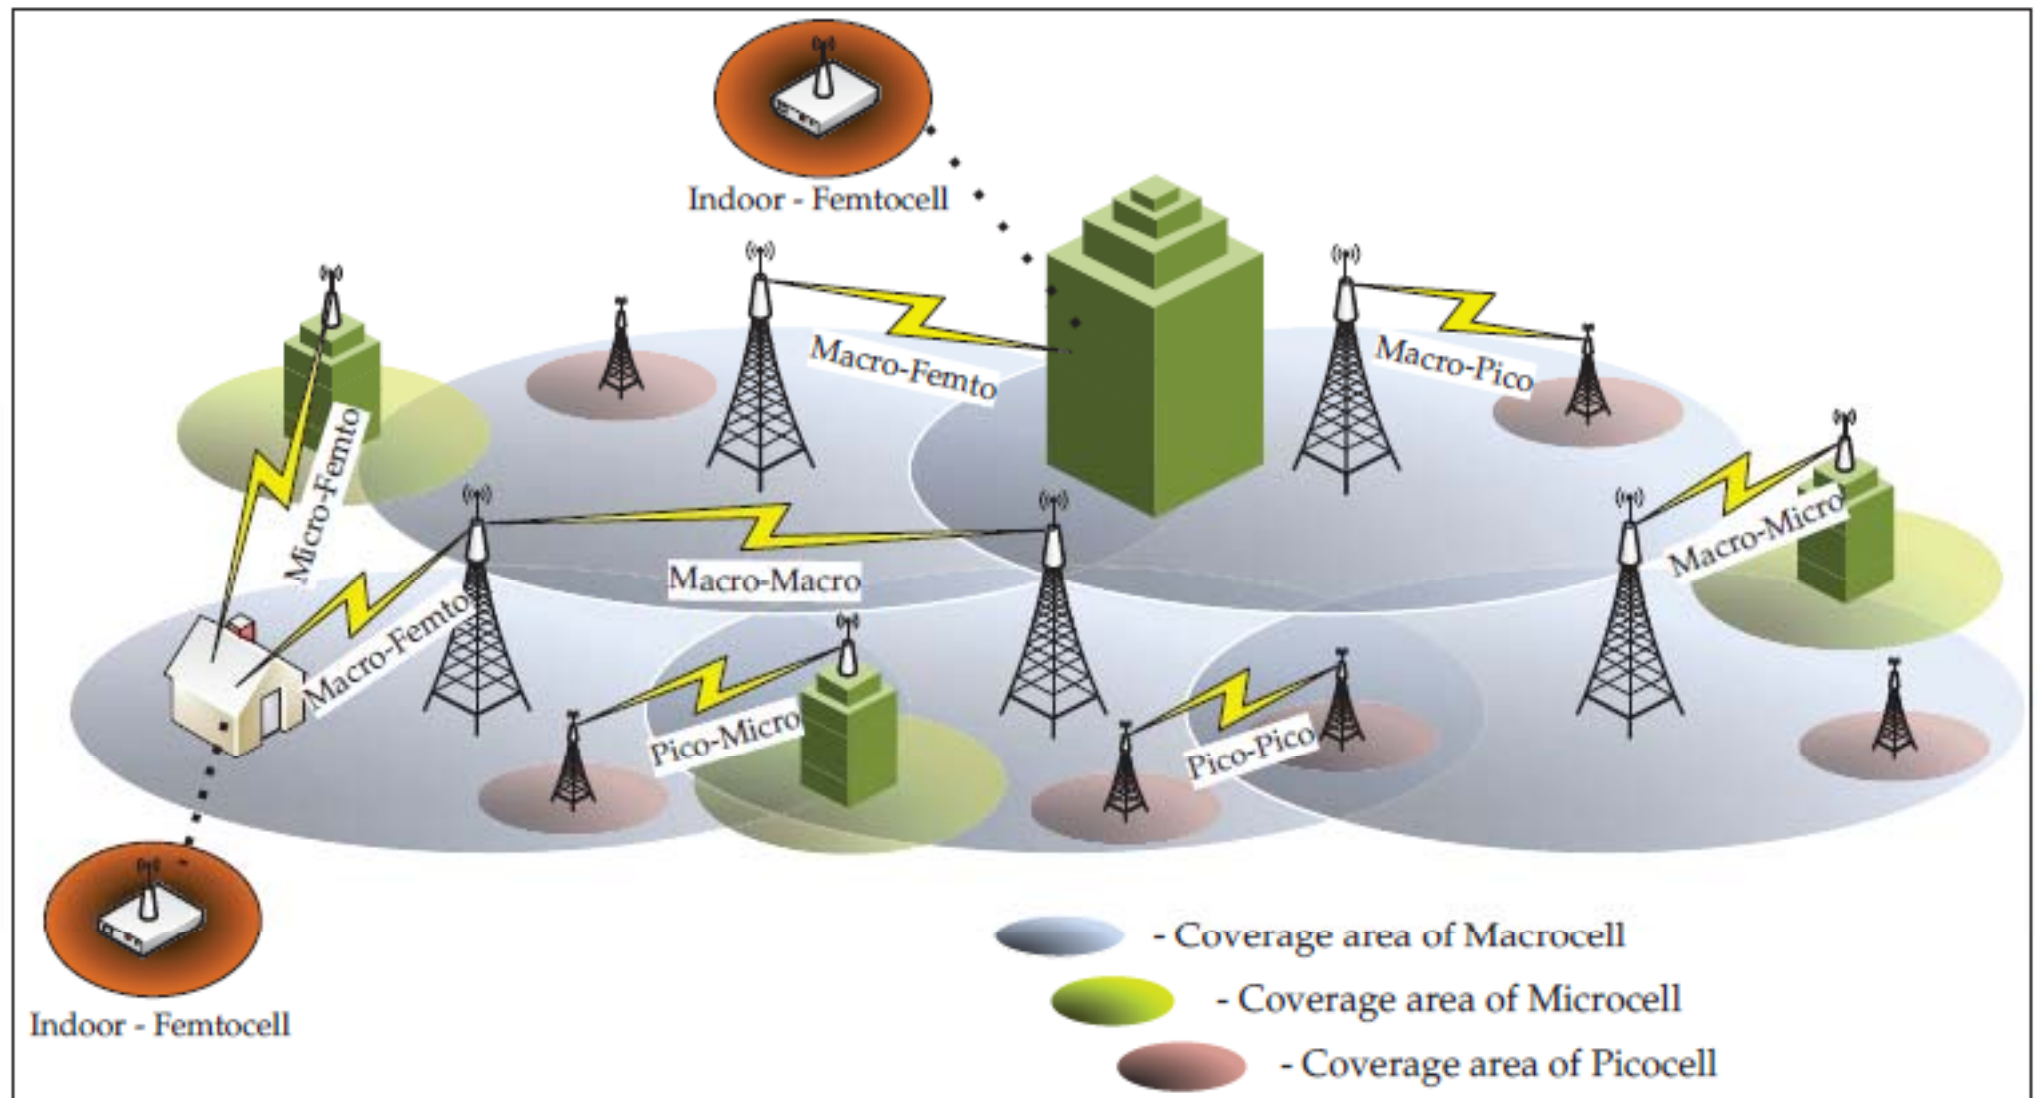 Indoor - Femtocell
Macro-Femto
Macro-Pico
Micro-Femto
Macro-Micro
Macro-Macro
Macro-Femto
Pico-Micro
Pico-Pico
Indoor - Femtocell
- Coverage area of Macrocell
- Coverage area of Microcell
- Coverage area of Picocell